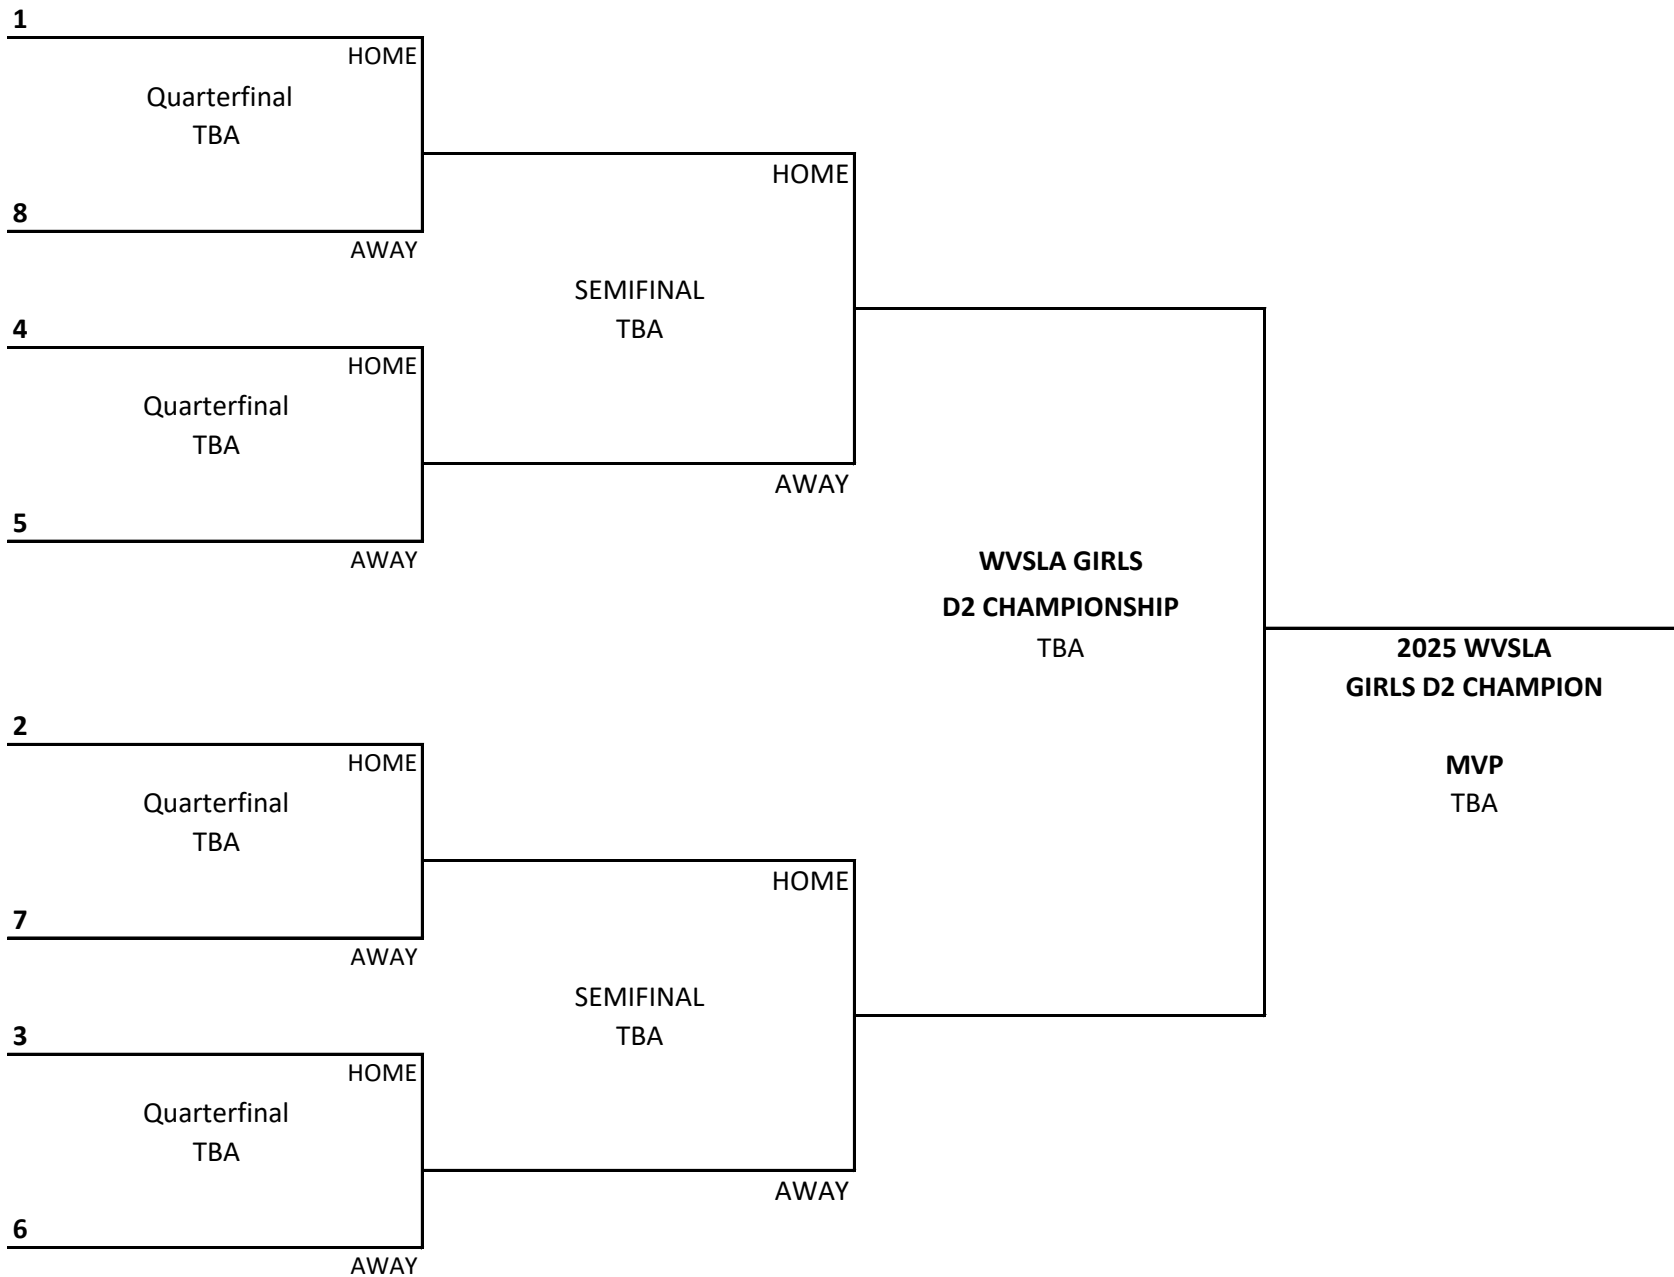 1
HOME
Quarterfinal
TBA
8
AWAY
HOME
SEMIFINAL
TBA
4
HOME
Quarterfinal
TBA
5
AWAY
AWAY
WVSLA GIRLS
D2 CHAMPIONSHIP
TBA
2025 WVSLA
GIRLS D2 CHAMPION
MVP
TBA
2
HOME
Quarterfinal
TBA
7
AWAY
HOME
SEMIFINAL
TBA
3
HOME
Quarterfinal
TBA
6
AWAY
AWAY